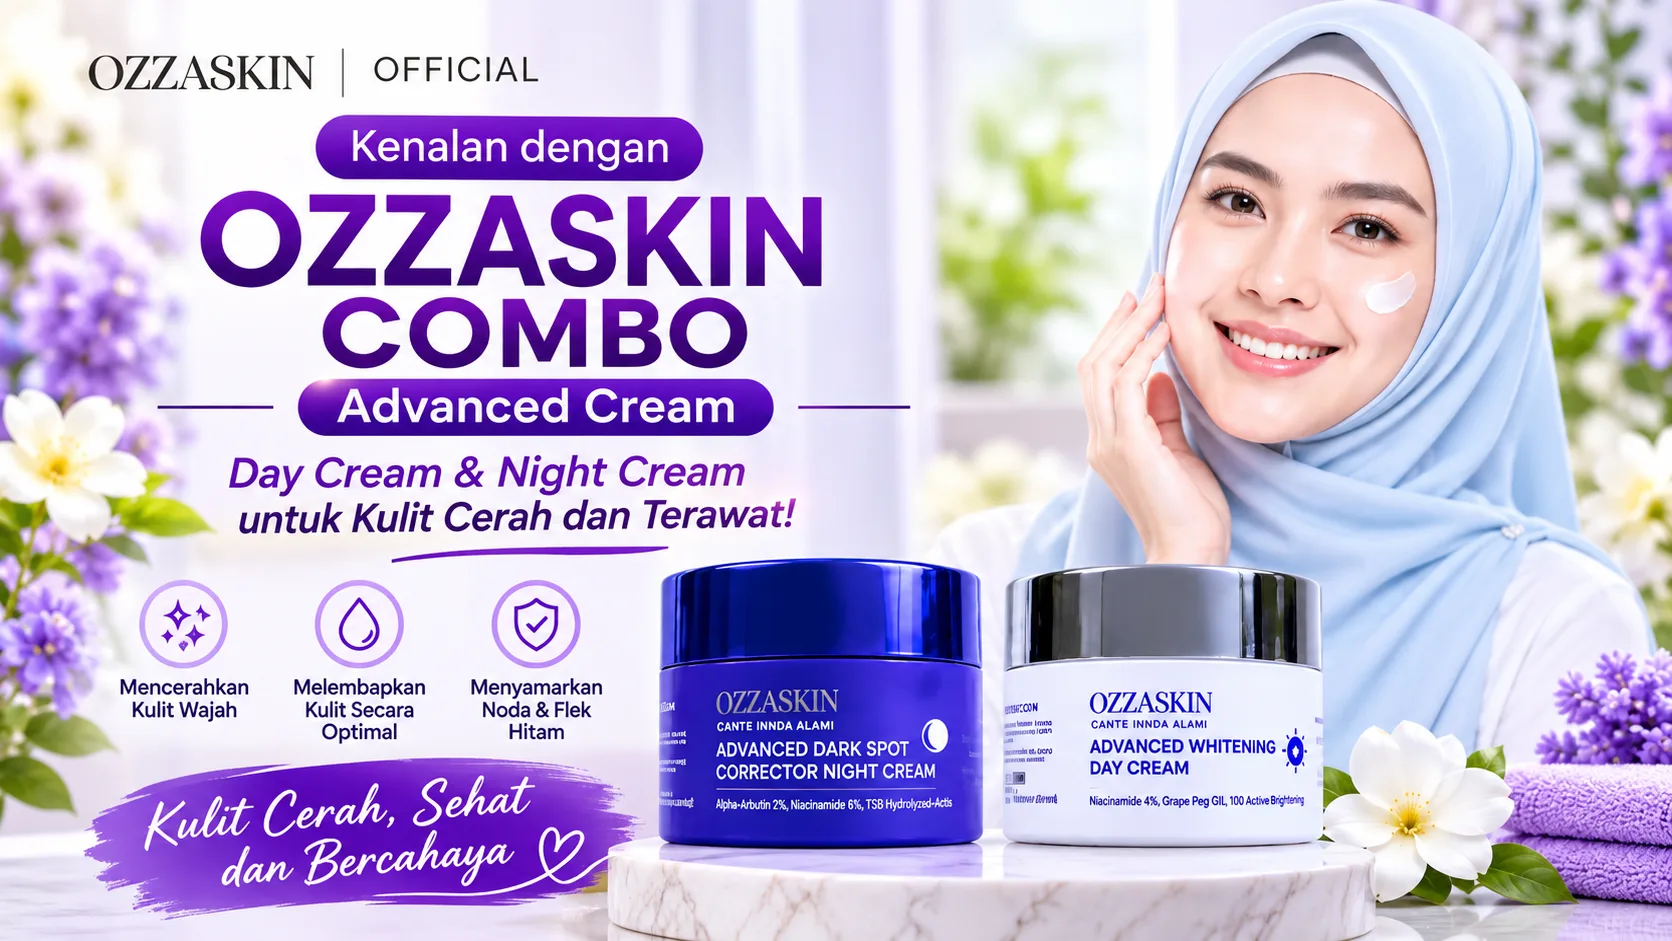 OZZASKIN | OFFICIAL
Kenalan dengan
OZZASKIN
COMBO
Advanced Cream
Day Cream & Night Cream
untuk Kulit Cerah dan Terawat!
Mencerahkan
Kulit Wajah
Melembapkan
Kulit Secara
Optimal
Menyamarkan
Noda & Flek
Hitam
Kulit Cerah, Sehat
dan Bercahaya
OZZASKIN
CANTE INNDA ALAMI
ADVANCED DARK SPOT
CORRECTOR NIGHT CREAM
Alpha-Arbutin 2%, Niacinamide 6%, TSB Hydrolyzed-Actis
OZZASKIN
CANTE INNDA ALAMI
ADVANCED WHITENING
DAY CREAM
Niacinamide 4%, Grape Peg GIL, 100 Active Brightening